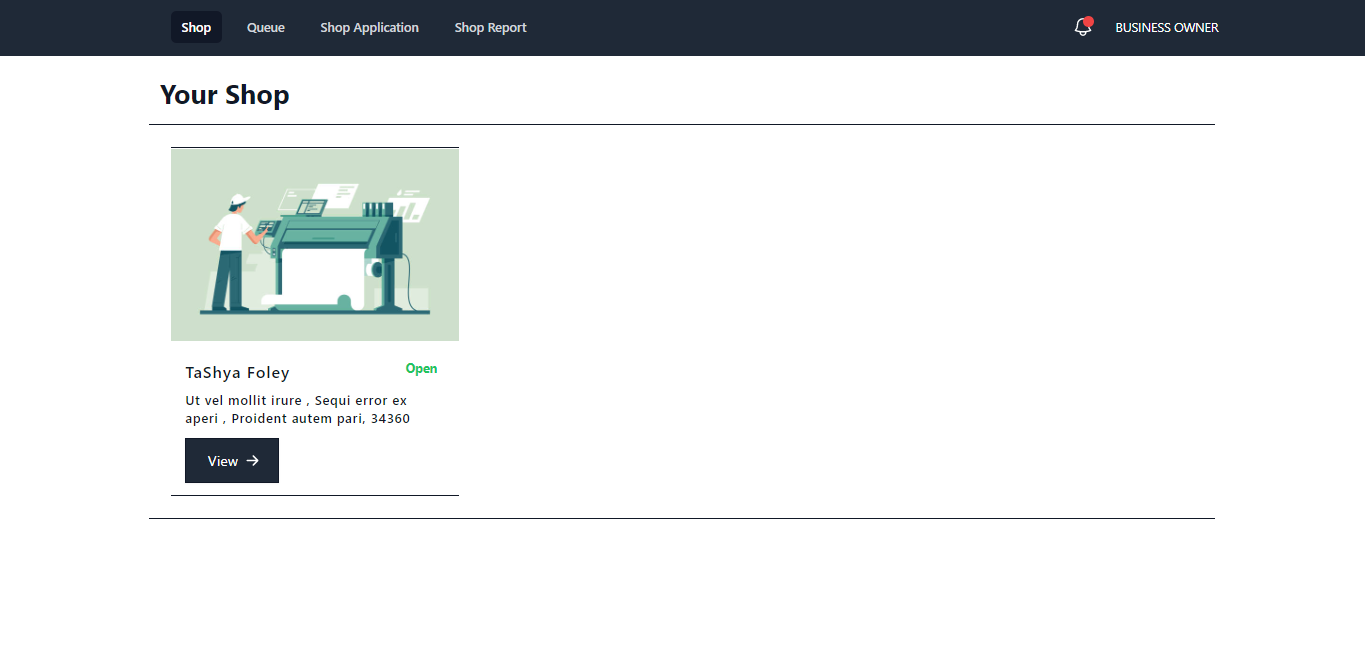 Shop Queue Shop Application Shop Report BUSINESS OWNER
Your Shop
TaShya Foley Open
Ut vel mollit irure , Sequi error ex
aperi , Proident autem pari, 34360
View